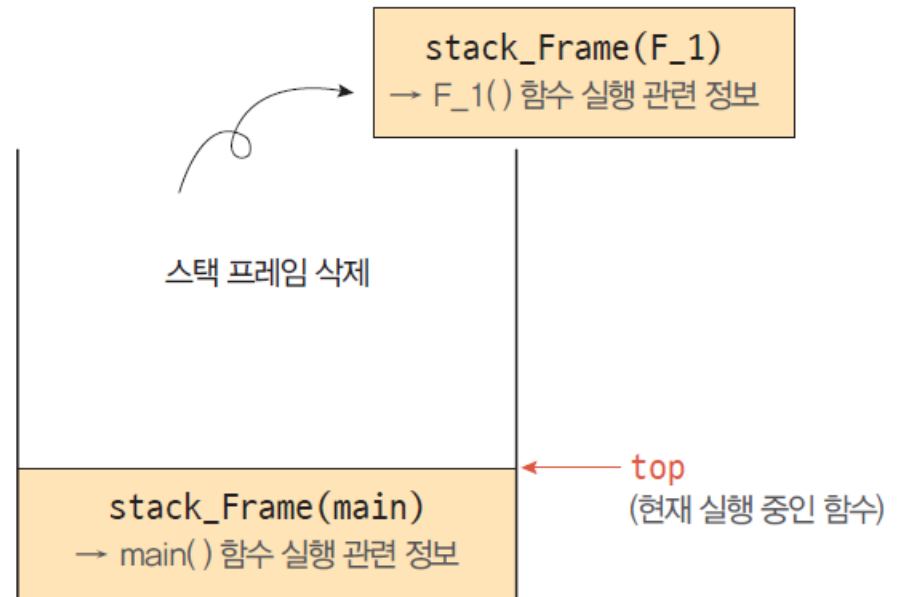 stack_Frame(F_1)
→ F_1( ) 함수 실행 관련 정보
스택 프레임 삭제
top
(현재 실행 중인 함수)
stack_Frame(main)
→ main( ) 함수 실행 관련 정보